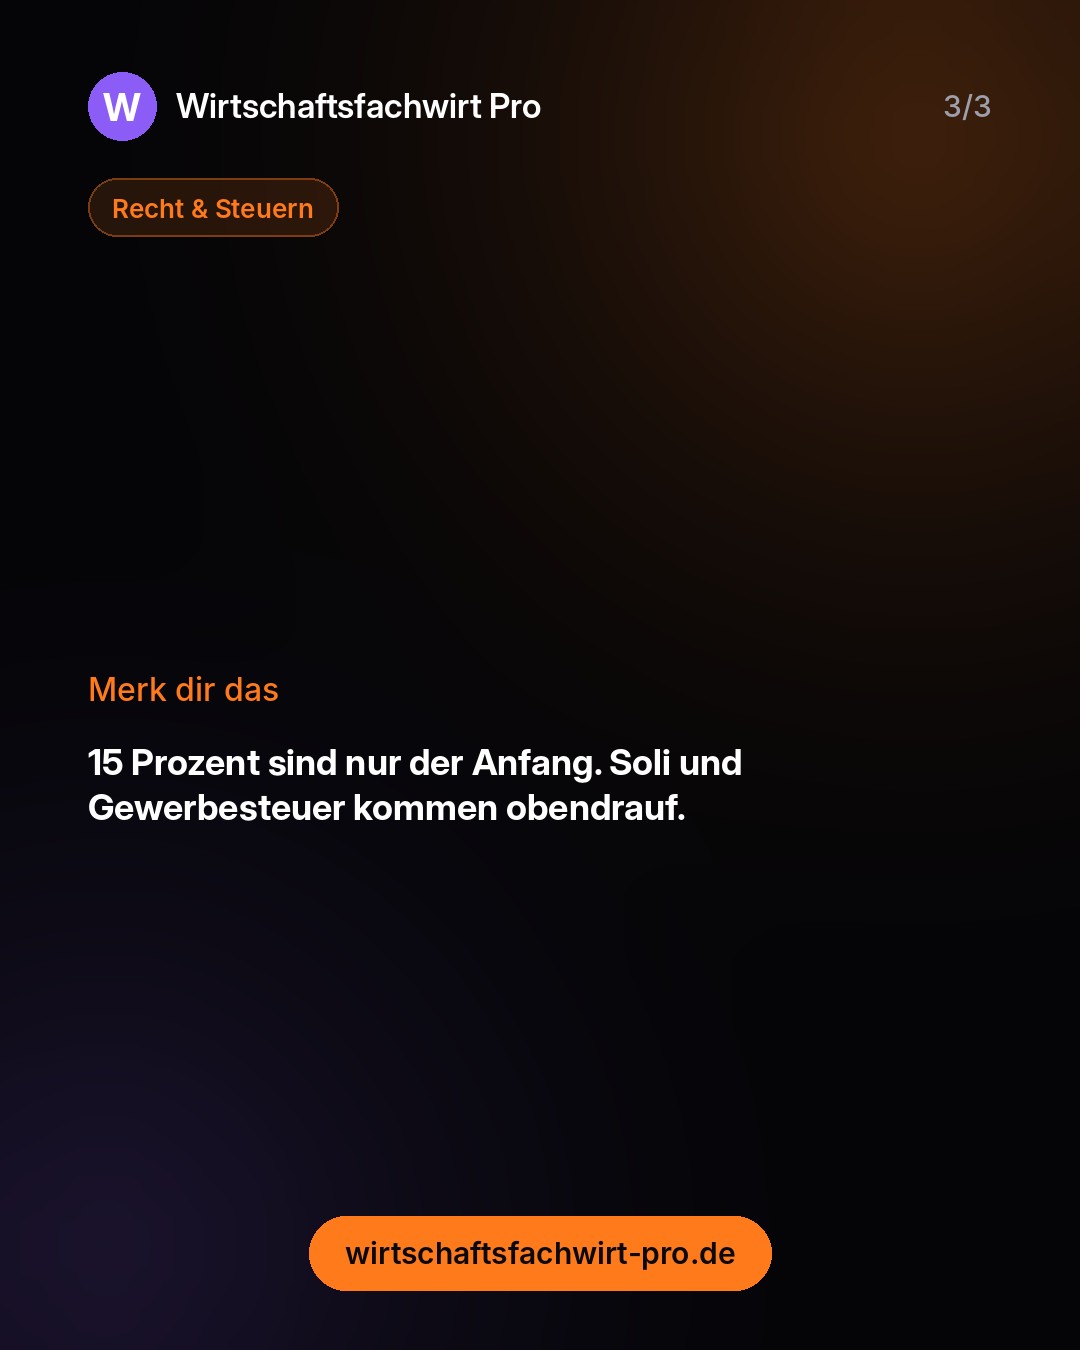 W Wirtschaftsfachwirt Pro 3/3
Recht & Steuern
Merk dir das
15 Prozent sind nur der Anfang. Soli und
Gewerbesteuer kommen obendrauf.
wirtschaftsfachwirt-pro.de